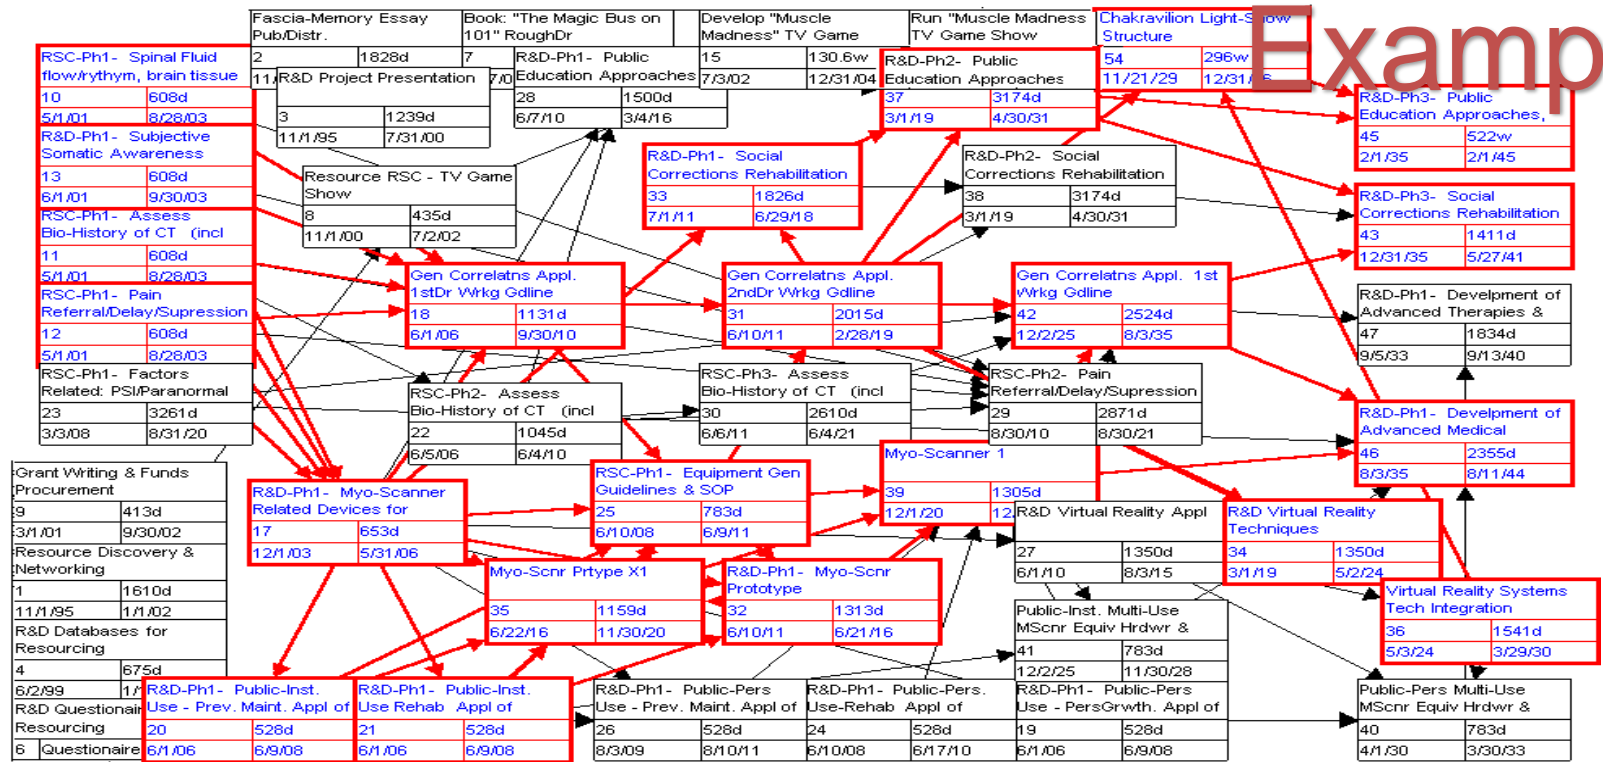 Examp
Fascia-Memory Essay
Pub/Distr.
2 1828d
11/
Book: "The Magic Bus on
101" RoughDr
7
7/0
Develop "Muscle
Madness" TV Game
15 130.6w
7/3/02 12/31/04
Run "Muscle Madness
TV Game Show
Chakravilion Light-Show
Structure
54 296w
11/21/29 12/31/
RSC-Ph1- Spinal Fluid
flow/rythym, brain tissue
10 608d
5/1/01 8/28/03
R&D Project Presentation
3 1239d
11/1/95 7/31/00
R&D-Ph1- Public
Education Approaches
28 1500d
6/7/10 3/4/16
R&D-Ph2- Public
Education Approaches
37 3174d
3/1/19 4/30/31
R&D-Ph3- Public
Education Approaches,
45 522w
2/1/35 2/1/45
R&D-Ph1- Subjective
Somatic Awareness
13 608d
6/1/01 9/30/03
Resource RSC - TV Game
Show
8 435d
11/1/00 7/2/02
R&D-Ph1- Social
Corrections Rehabilitation
33 1826d
7/1/11 6/29/18
R&D-Ph2- Social
Corrections Rehabilitation
38 3174d
3/1/19 4/30/31
R&D-Ph3- Social
Corrections Rehabilitation
43 1411d
12/31/35 5/27/41
RSC-Ph1- Assess
Bio-History of CT (incl
11 608d
5/1/01 8/28/03
RSC-Ph1- Pain
Referral/Delay/Supression
12 608d
5/1/01 8/28/03
Gen Correlatns Appl.
1stDr Wrkg Gdline
18 1131d
6/1/06 9/30/10
Gen Correlatns Appl.
2ndDr Wrkg Gdline
31 2015d
6/10/11 2/28/19
Gen Correlatns Appl. 1st
Wrkg Gdline
42 2524d
12/2/25 8/3/35
R&D-Ph1- Develpment of
Advanced Therapies &
47 1834d
9/5/33 9/13/40
RSC-Ph1- Factors
Related: PSI/Paranormal
23 3261d
3/3/08 8/31/20
RSC-Ph2- Assess
Bio-History of CT (incl
22 1045d
6/5/06 6/4/10
RSC-Ph3- Assess
Bio-History of CT (incl
30 2610d
6/6/11 6/4/21
RSC-Ph2- Pain
Referral/Delay/Supression
29 2871d
8/30/10 8/30/21
R&D-Ph1- Develpment of
Advanced Medical
46 2355d
8/3/35 8/11/44
Grant Writing & Funds
Procurement
9 413d
3/1/01 9/30/02
R&D-Ph1- Myo-Scanner
Related Devices for
17 653d
12/1/03 5/31/06
RSC-Ph1- Equipment Gen
Guidelines & SOP
25 783d
6/10/08 6/9/11
Myo-Scanner 1
39 1305d
12/1/20 12/
R&D Virtual Reality Appl
27 1350d
6/1/10 8/3/15
R&D Virtual Reality
Techniques
34 1350d
3/1/19 5/2/24
Resource Discovery &
Networking
1 1610d
11/1/95 1/1/02
Myo-Scnr Prtype X1
35 1159d
6/22/16 11/30/20
R&D-Ph1- Myo-Scnr
Prototype
32 1313d
6/10/11 6/21/16
Public-Inst. Multi-Use
MScnr Equiv Hrdwr &
41 783d
12/2/25 11/30/28
Virtual Reality Systems
Tech Integration
36 1541d
5/3/24 3/29/30
R&D Databases for
Resourcing
4 675d
6/2/99
R&D Questionair
Resourcing
6 Questionaire
R&D-Ph1- Public-Inst.
Use - Prev. Maint. Appl of
20 528d
6/1/06 6/9/08
R&D-Ph1- Public-Inst.
Use Rehab Appl of
21 528d
6/1/06 6/9/08
R&D-Ph1- Public-Pers
Use - Prev. Maint. Appl of
26 528d
8/3/09 8/10/11
R&D-Ph1- Public-Pers.
Use-Rehab Appl of
24 528d
6/10/08 6/17/10
R&D-Ph1- Public-Pers
Use - PersGrwth. Appl of
19 528d
6/1/06 6/9/08
Public-Pers Multi-Use
MScnr Equiv Hrdwr &
40 783d
4/1/30 3/30/33